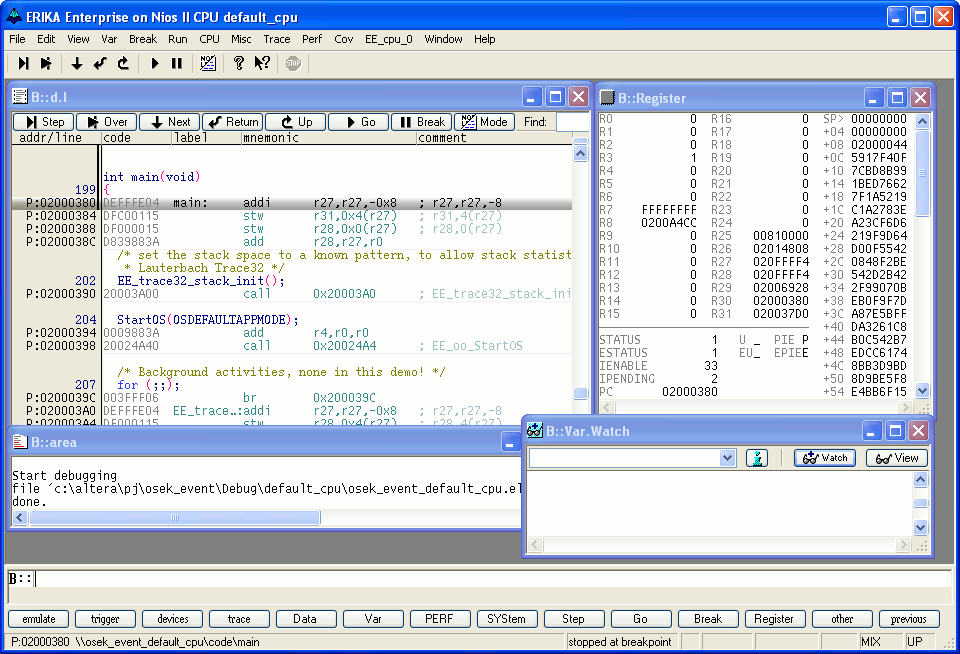 ERIKA Enterprise on Nios II CPU default_cpu
File Edit View Var Break Run CPU Misc Trace Perf Cov EE_cpu_0 Window Help
STOP
B::d.l
Step Over Next Return Up Go Break Mode Find:
addr/line code label mnemonic comment
int main(void)
199 {
P:02000380 DEFFFE04 main: addi r27,r27,-0x8 ; r27,r27,-8
P:02000384 DFC00115 stw r31,0x4(r27) ; r31,4(r27)
P:02000388 DF000015 stw r28,0x0(r27) ; r28,0(r27)
P:0200038C D839883A add r28,r27,r0
/* set the stack space to a known pattern, to allow stack statist
* Lauterbach Trace32 */
202 EE_trace32_stack_init();
P:02000390 20003A00 call 0x20003A0 ; EE_trace32_stack_ini
204 StartOS(OSDEFAULTAPPMODE);
P:02000394 0009883A add r4,r0,r0
P:02000398 20024A40 call 0x20024A4 ; EE_oo_StartOS
/* Background activities, none in this demo! */
207 for (;;);
P:0200039C 003FFF06 br 0x200039C
P:020003A0 DEFFFE04 EE_trace..:addi r27,r27,-0x8 ; r27,r27,-8
P:020003A4 DF000115 stw r28,0x4(r27) ; r28,4(r27)
B::Register
R0 0 R16 0 SP> 00000000
R1 0 R17 0 +04 00000000
R2 0 R18 0 +08 02000044
R3 1 R19 0 +0C 5917F40F
R4 0 R20 0 +10 7CBD8B99
R5 0 R21 0 +14 1BED7662
R6 0 R22 0 +18 7F1A5219
R7 FFFFFFFF R23 0 +1C C1A2783E
R8 0200A4CC R24 0 +20 A23CF6D6
R9 0 R25 00810000 +24 219F9D64
R10 0 R26 02014808 +28 D00F5542
R11 0 R27 020FFFF4 +2C 0848F2BE
R12 0 R28 020FFFF4 +30 542D2B42
R13 0 R29 02006928 +34 2F99070B
R14 0 R30 02000380 +38 EB0F9F7D
R15 0 R31 020037D0 +3C A87E5BFF
+40 DA3261C8
STATUS 1 U _ PIE P +44 B0C542B7
ESTATUS 1 EU_ EPIEE +48 EDCC6174
IENABLE 33 +4C 8BB3D9BD
IPENDING 2 +50 8D9BE5F8
PC 02000380 +54 E4BB6F15
B::area
Start debugging
file ´c:\altera\pj\osek_event\Debug\default_cpu\osek_event_default_cpu.el
done.
B::Var.Watch
Watch View
B::
emulate trigger devices trace Data Var PERF SYStem Step Go Break Register other previous
P:02000380 \\osek_event_default_cpu\code\main stopped at breakpoint MIX UP